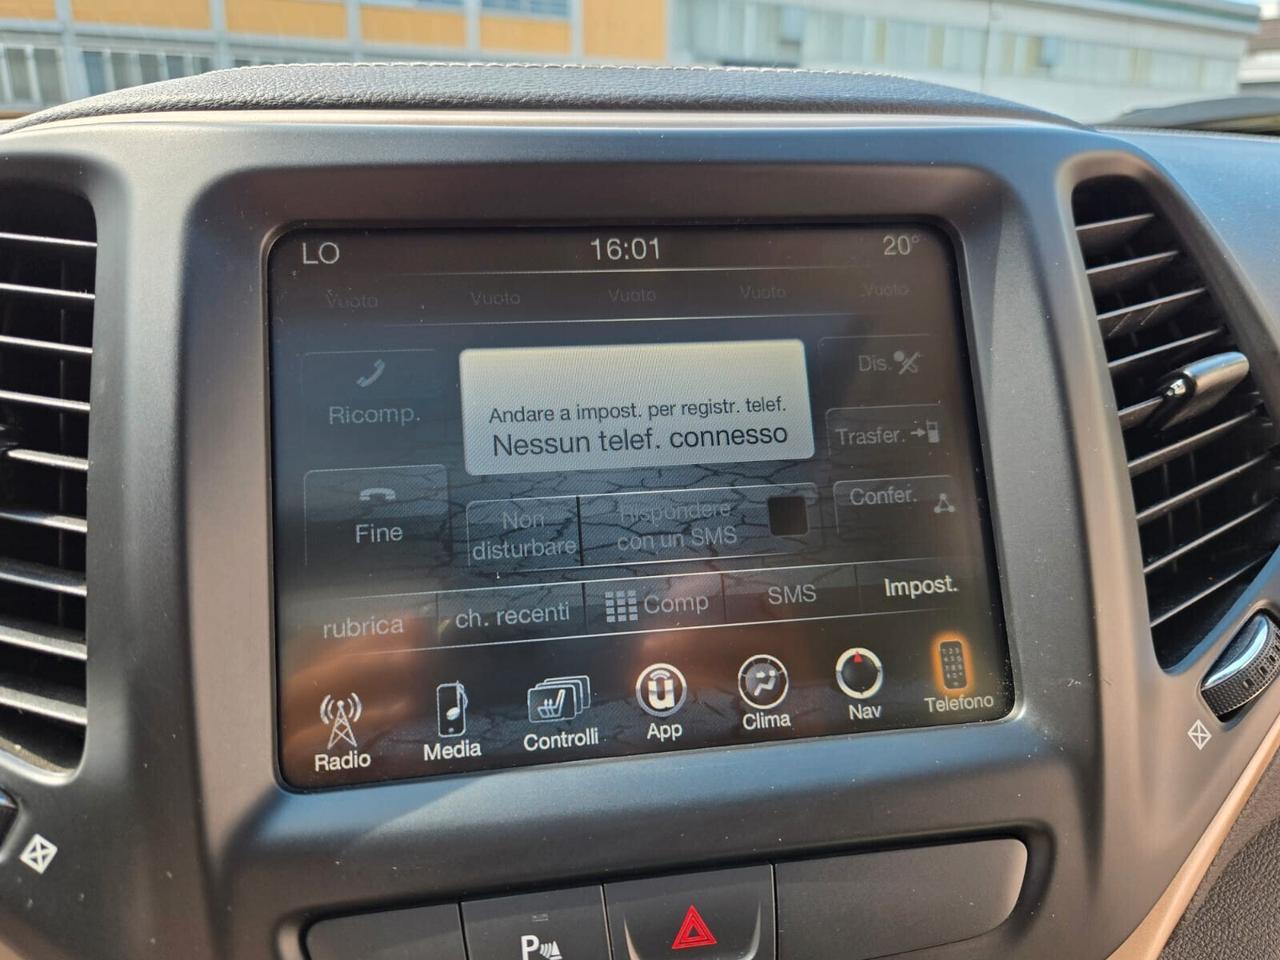 LO 16:01 20°
Vuoto Vuoto Vuoto Vuoto Vuoto
Ricomp.
Andare a impost. per registr. telef.
Nessun telef. connesso
Dis.
Trasfer.
Fine
Non
disturbare
Rispondere
con un SMS
Confer.
rubrica ch. recenti Comp SMS Impost.
Radio Media Controlli App Clima Nav Telefono
P